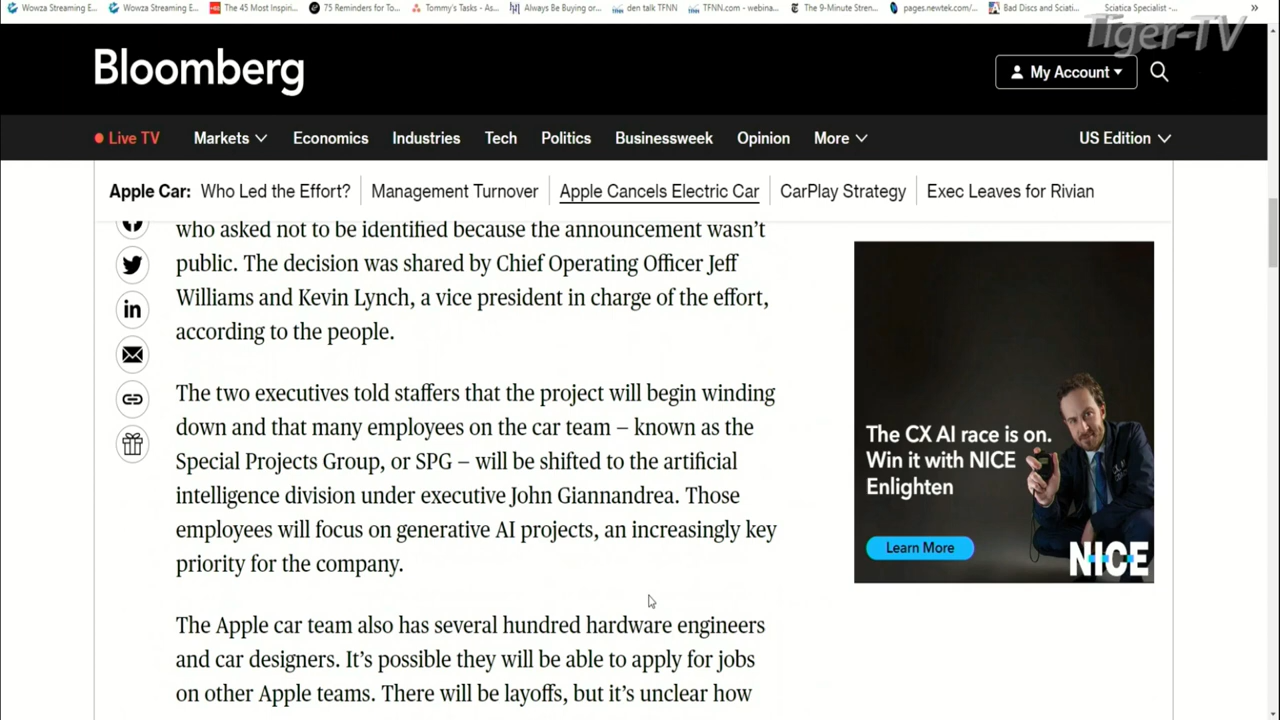 Wowza Streaming E...
Wowza Streaming E...
The 45 Most Inspiri...
75 Reminders for To...
Tommy's Tasks - As...
Always Be Buying or...
den talk TFNN
TFNN.com - webina...
The 9-Minute Stren...
pages.newtek.com/...
Bad Discs and Sciati...
Sciatica Specialist -...
Tiger-TV
Bloomberg
My Account
Live TV
Markets
Economics
Industries
Tech
Politics
Businessweek
Opinion
More
US Edition
Apple Car: Who Led the Effort? Management Turnover Apple Cancels Electric Car CarPlay Strategy Exec Leaves for Rivian
who asked not to be identified because the announcement wasn’t
public. The decision was shared by Chief Operating Officer Jeff
Williams and Kevin Lynch, a vice president in charge of the effort,
according to the people.
The two executives told staffers that the project will begin winding
down and that many employees on the car team – known as the
Special Projects Group, or SPG – will be shifted to the artificial
intelligence division under executive John Giannandrea. Those
employees will focus on generative AI projects, an increasingly key
priority for the company.
The Apple car team also has several hundred hardware engineers
and car designers. It’s possible they will be able to apply for jobs
on other Apple teams. There will be layoffs, but it’s unclear how
The CX AI race is on.
Win it with NICE
Enlighten
Learn More
NICE